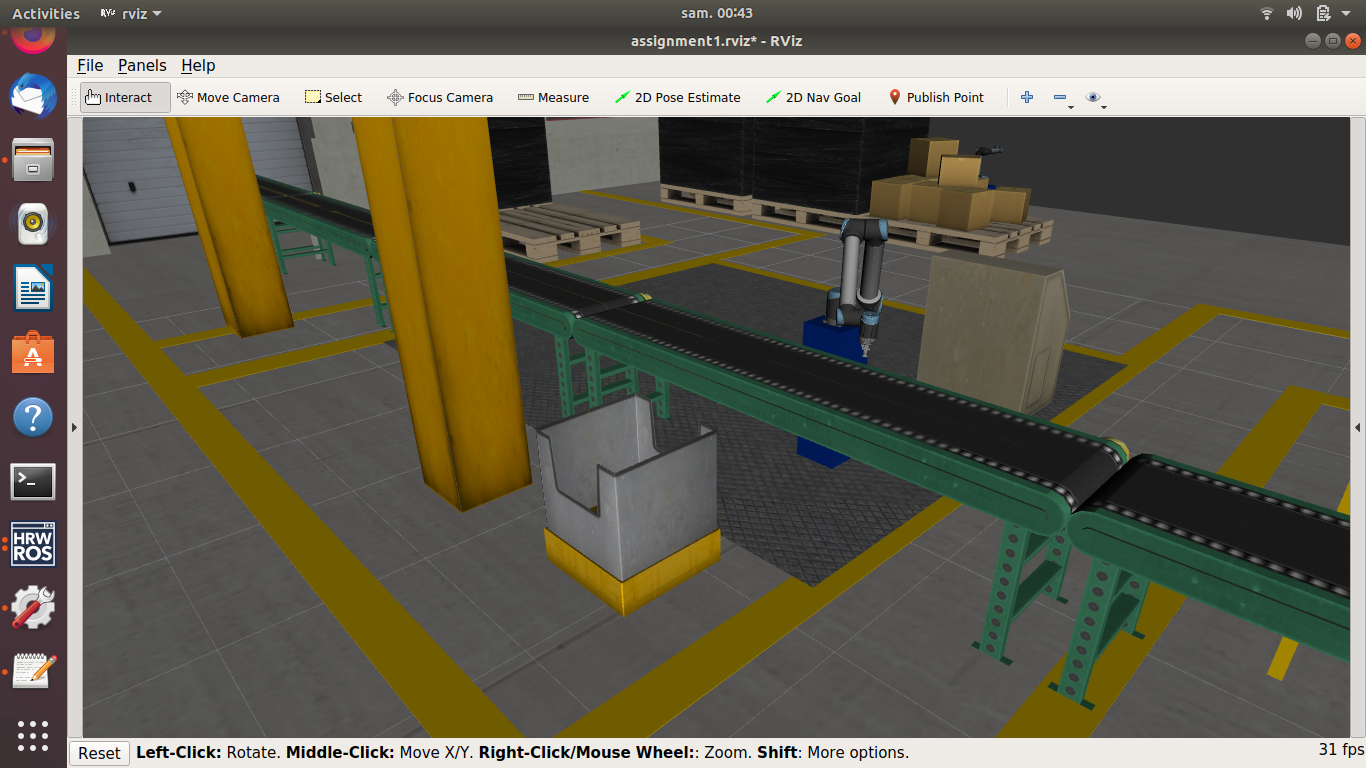 Activities rviz sam. 00:43
assignment1.rviz* - RViz
File Panels Help
Interact Move Camera Select Focus Camera Measure 2D Pose Estimate 2D Nav Goal Publish Point
HRW
ROS
Reset Left-Click: Rotate. Middle-Click: Move X/Y. Right-Click/Mouse Wheel:: Zoom. Shift: More options. 31 fps